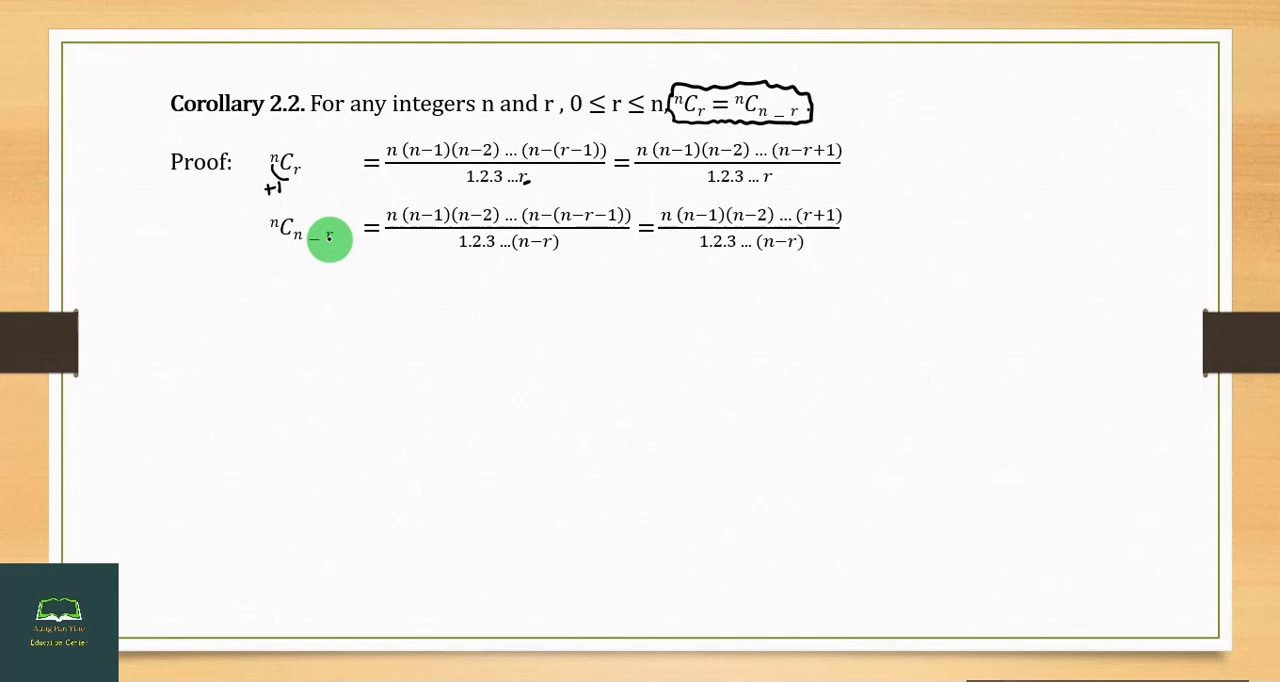 Corollary 2.2. For any integers n and r , 0 ≤ r ≤ n, ⁿCᵣ = ⁿCₙ ₋ ᵣ .
Proof: ⁿCᵣ = n (n−1)(n−2) … (n−(r−1)) / 1.2.3 …r = n (n−1)(n−2) … (n−r+1) / 1.2.3 … r
+1
ⁿCₙ ₋ ᵣ = n (n−1)(n−2) … (n−(n−r−1)) / 1.2.3 …(n−r) = n (n−1)(n−2) … (r+1) / 1.2.3 … (n−r)
Education Center